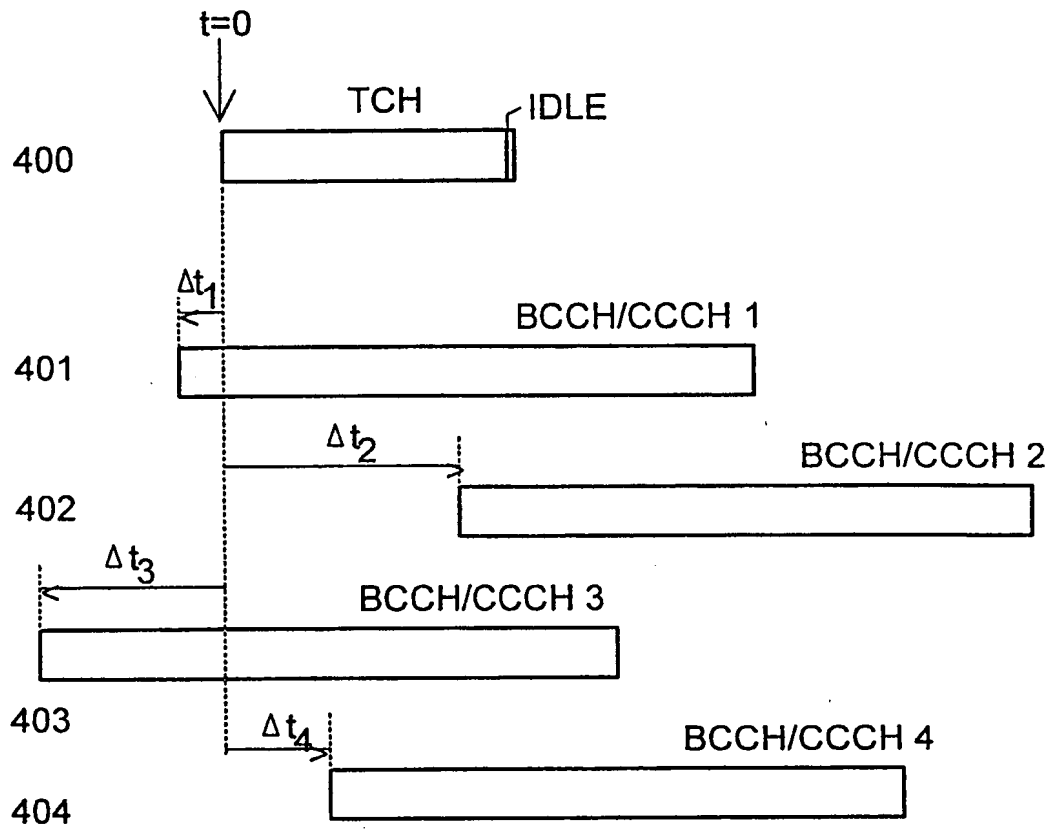 t=0
TCH
IDLE
400
Δt1
BCCH/CCCH 1
401
Δt2
BCCH/CCCH 2
402
Δt3
BCCH/CCCH 3
403
Δt4
BCCH/CCCH 4
404